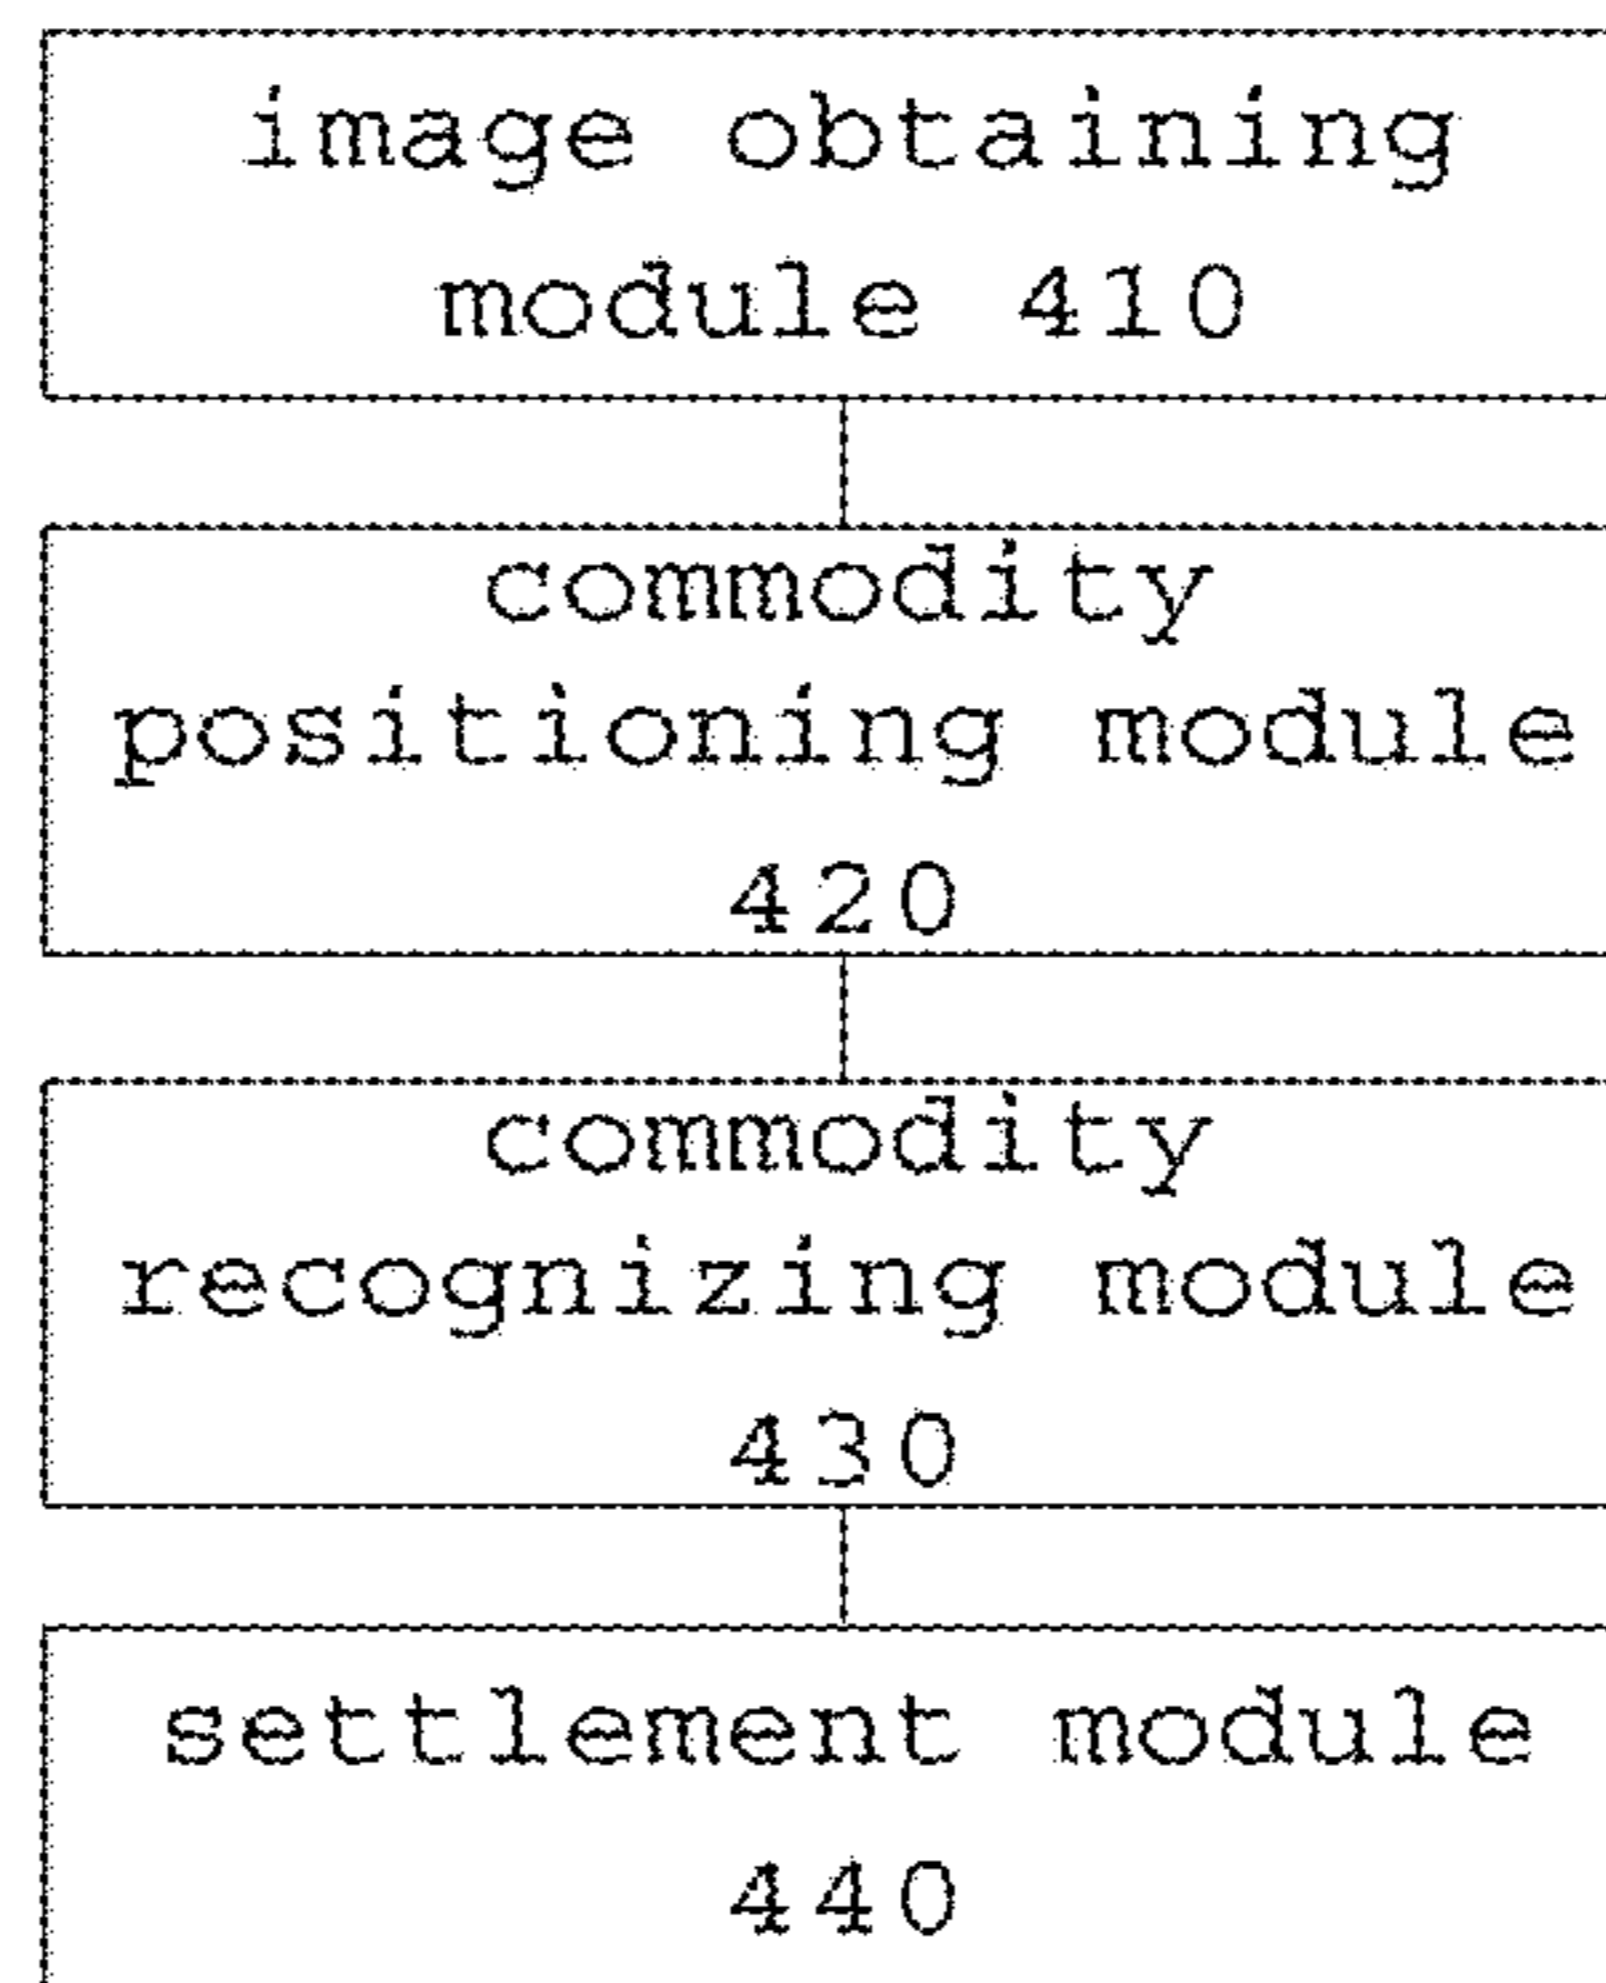 image obtaining
module 410
commodity
positioning module
420
commodity
recognizing module
430
settlement module
440